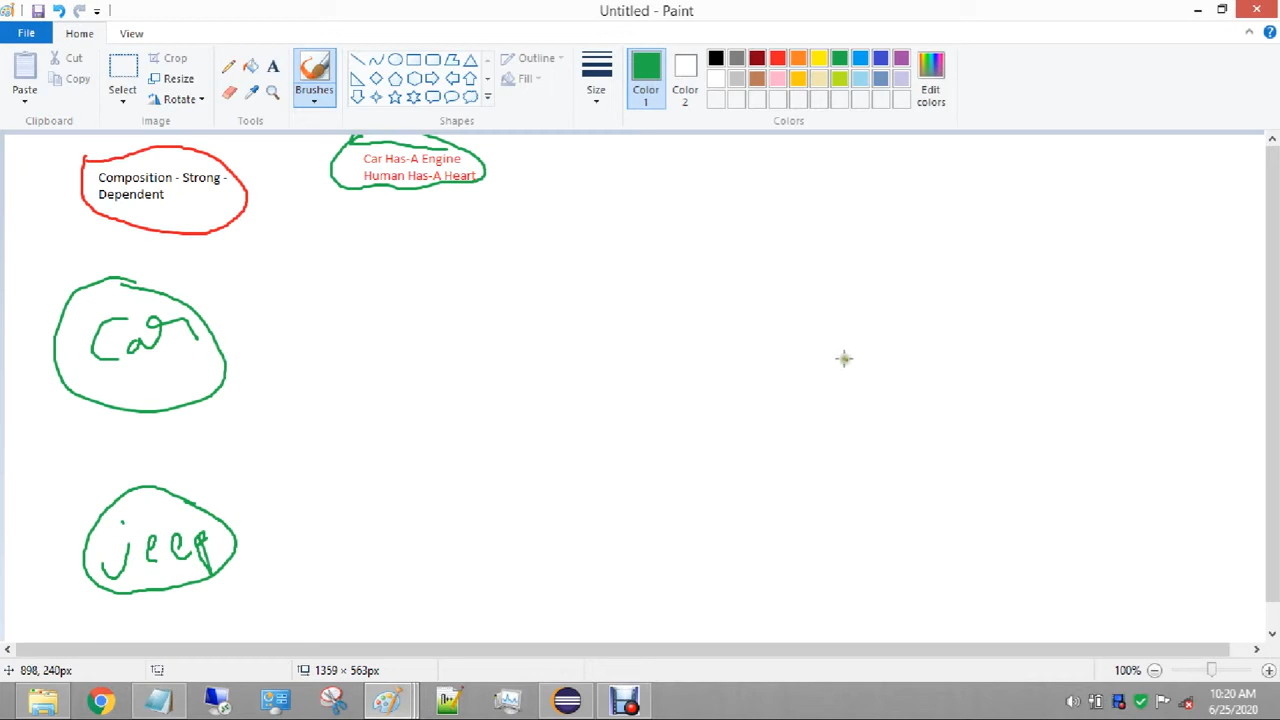 Untitled - Paint
File
Home
View
Cut
Copy
Paste
Clipboard
Crop
Resize
Rotate
Select
Image
A
Tools
Brushes
Outline
Fill
Shapes
Size
Color 1
Color 2
Edit colors
Colors
Car Has-A Engine
Human Has-A Heart
Composition - Strong -
Dependent
Car
jeep
898, 240px
1359 × 563px
100%
10:20 AM
6/25/2020